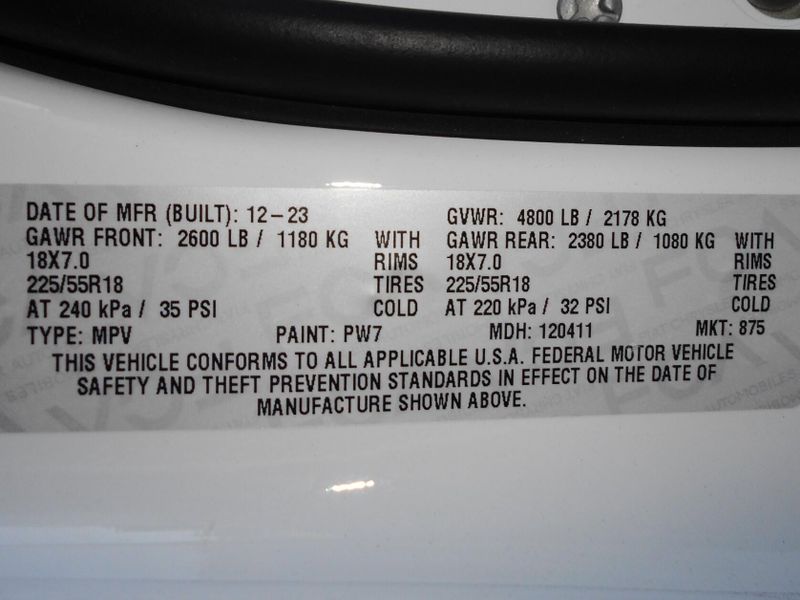 DATE OF MFR (BUILT): 12-23 GVWR: 4800 LB / 2178 KG
GAWR FRONT: 2600 LB / 1180 KG WITH GAWR REAR: 2380 LB / 1080 KG WITH
18X7.0 RIMS 18X7.0 RIMS
225/55R18 TIRES 225/55R18 TIRES
AT 240 kPa / 35 PSI COLD AT 220 kPa / 32 PSI COLD
TYPE: MPV PAINT: PW7 MDH: 120411 MKT: 875
THIS VEHICLE CONFORMS TO ALL APPLICABLE U.S.A. FEDERAL MOTOR VEHICLE
SAFETY AND THEFT PREVENTION STANDARDS IN EFFECT ON THE DATE OF
MANUFACTURE SHOWN ABOVE.